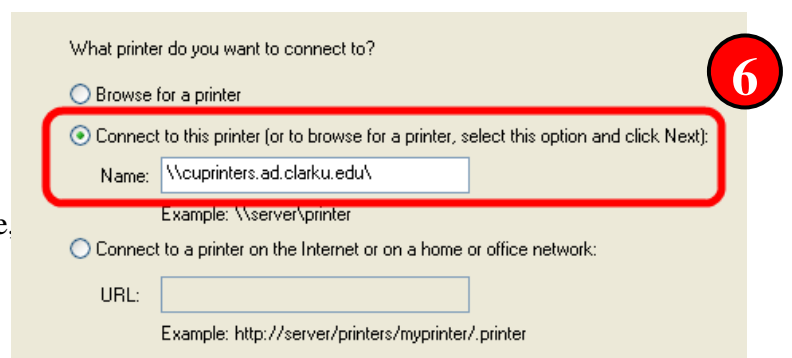 What printer do you want to connect to?
6
Browse for a printer
Connect to this printer (or to browse for a printer, select this option and click Next):
Name: \\cuprinters.ad.clarku.edu\
Example: \\server\printer
e,
Connect to a printer on the Internet or on a home or office network:
URL:
Example: http://server/printers/myprinter/.printer